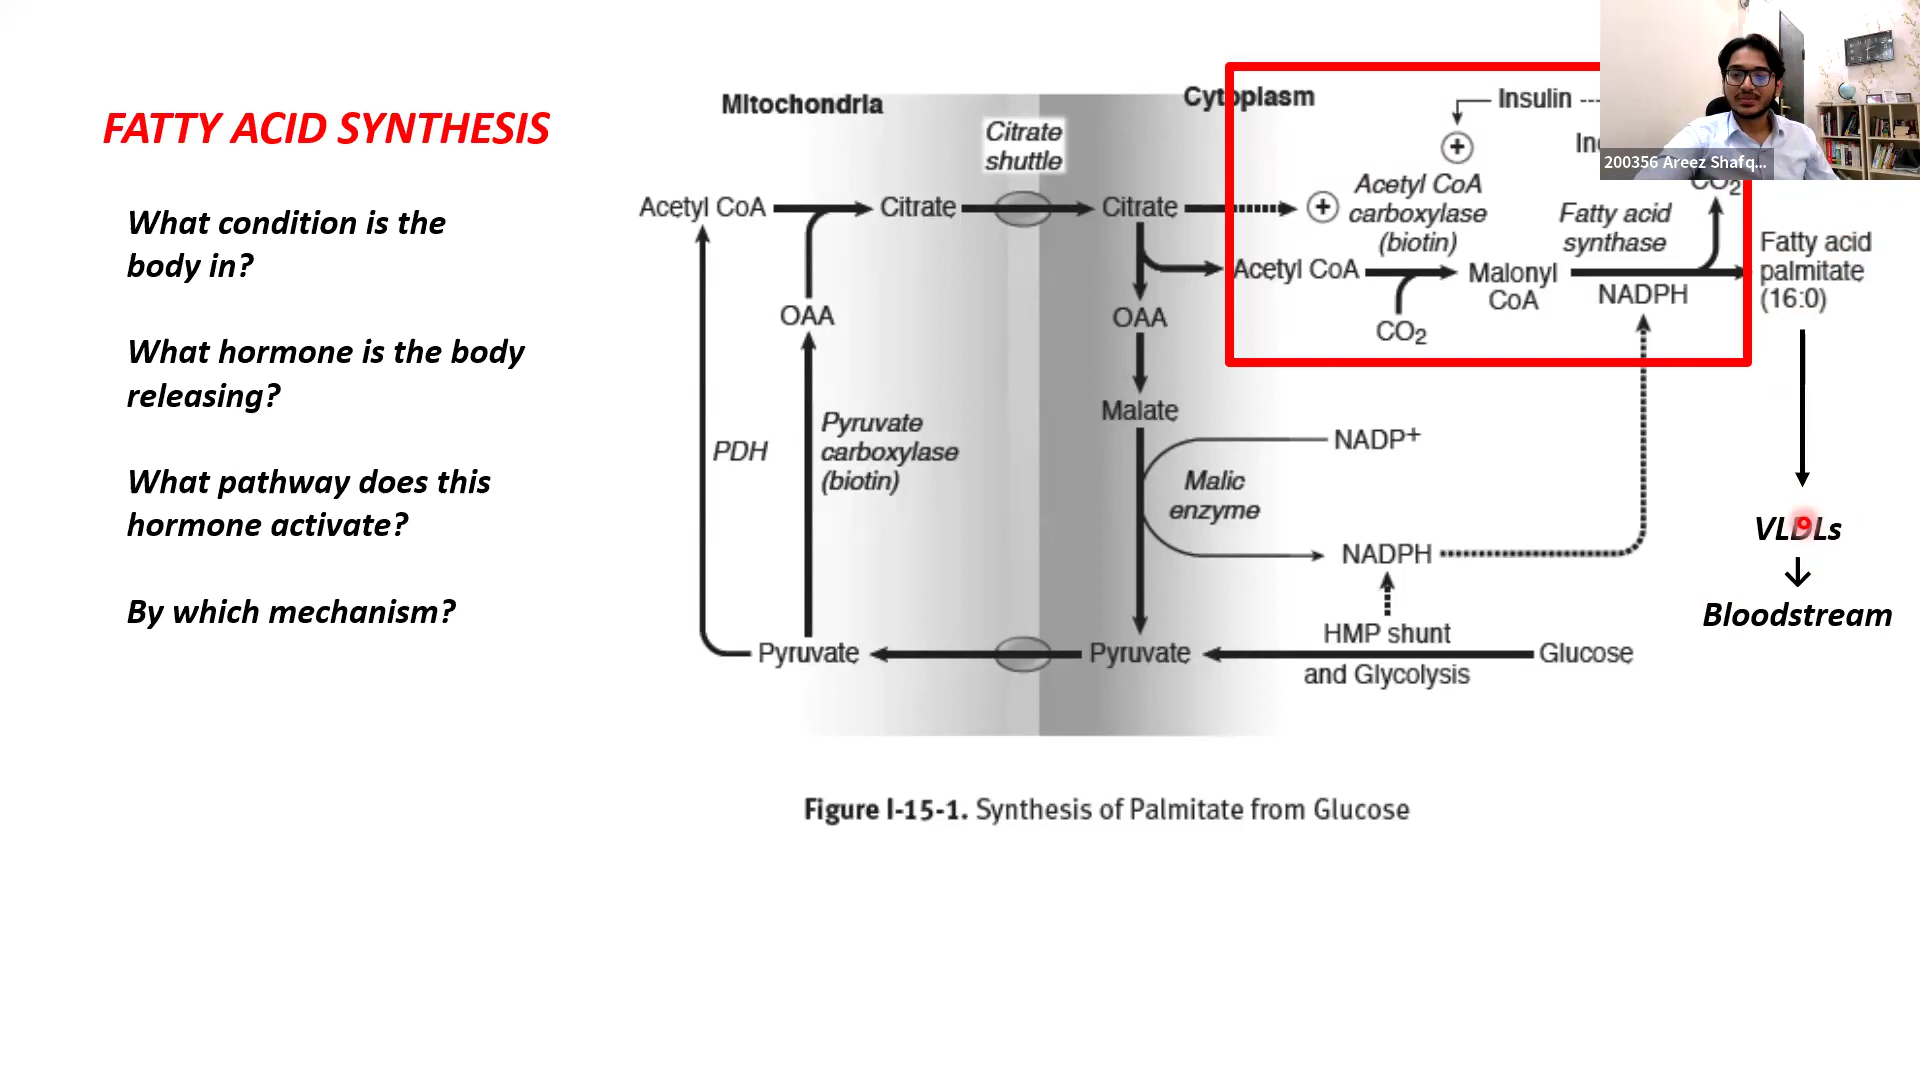 FATTY ACID SYNTHESIS
What condition is the
body in?
What hormone is the body
releasing?
What pathway does this
hormone activate?
By which mechanism?
Mitochondria
Cytoplasm
Citrate
shuttle
Insulin
200356 Areez Shafq...
Acetyl CoA
Citrate
Citrate
+
+
Acetyl CoA
carboxylase
(biotin)
Fatty acid
synthase
CO2
Acetyl CoA
Malonyl
CoA
NADPH
CO2
Fatty acid
palmitate
(16:0)
OAA
OAA
Malate
PDH
Pyruvate
carboxylase
(biotin)
NADP+
Malic
enzyme
NADPH
VLDLs
Bloodstream
HMP shunt
and Glycolysis
Pyruvate
Pyruvate
Glucose
Figure I-15-1. Synthesis of Palmitate from Glucose